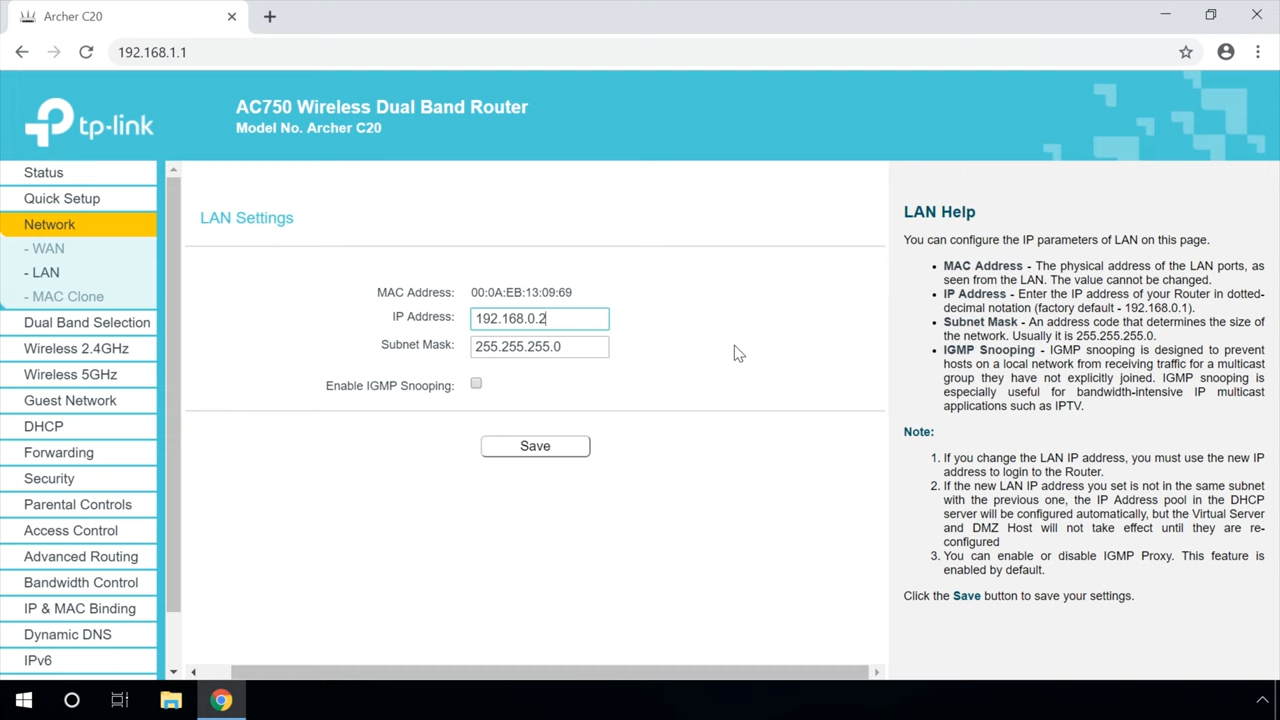 Archer C20
192.168.1.1
tp-link
AC750 Wireless Dual Band Router
Model No. Archer C20
Status
Quick Setup
Network
- WAN
- LAN
- MAC Clone
Dual Band Selection
Wireless 2.4GHz
Wireless 5GHz
Guest Network
DHCP
Forwarding
Security
Parental Controls
Access Control
Advanced Routing
Bandwidth Control
IP & MAC Binding
Dynamic DNS
IPv6
LAN Settings
MAC Address: 00:0A:EB:13:09:69
IP Address: 192.168.0.2
Subnet Mask: 255.255.255.0
Enable IGMP Snooping:
Save
LAN Help
You can configure the IP parameters of LAN on this page.
• MAC Address - The physical address of the LAN ports, as
seen from the LAN. The value cannot be changed.
• IP Address - Enter the IP address of your Router in dotted-
decimal notation (factory default - 192.168.0.1).
• Subnet Mask - An address code that determines the size of
the network. Usually it is 255.255.255.0.
• IGMP Snooping - IGMP snooping is designed to prevent
hosts on a local network from receiving traffic for a multicast
group they have not explicitly joined. IGMP snooping is
especially useful for bandwidth-intensive IP multicast
applications such as IPTV.
Note:
1. If you change the LAN IP address, you must use the new IP
address to login to the Router.
2. If the new LAN IP address you set is not in the same subnet
with the previous one, the IP Address pool in the DHCP
server will be configured automatically, but the Virtual Server
and DMZ Host will not take effect until they are re-
configured
3. You can enable or disable IGMP Proxy. This feature is
enabled by default.
Click the Save button to save your settings.